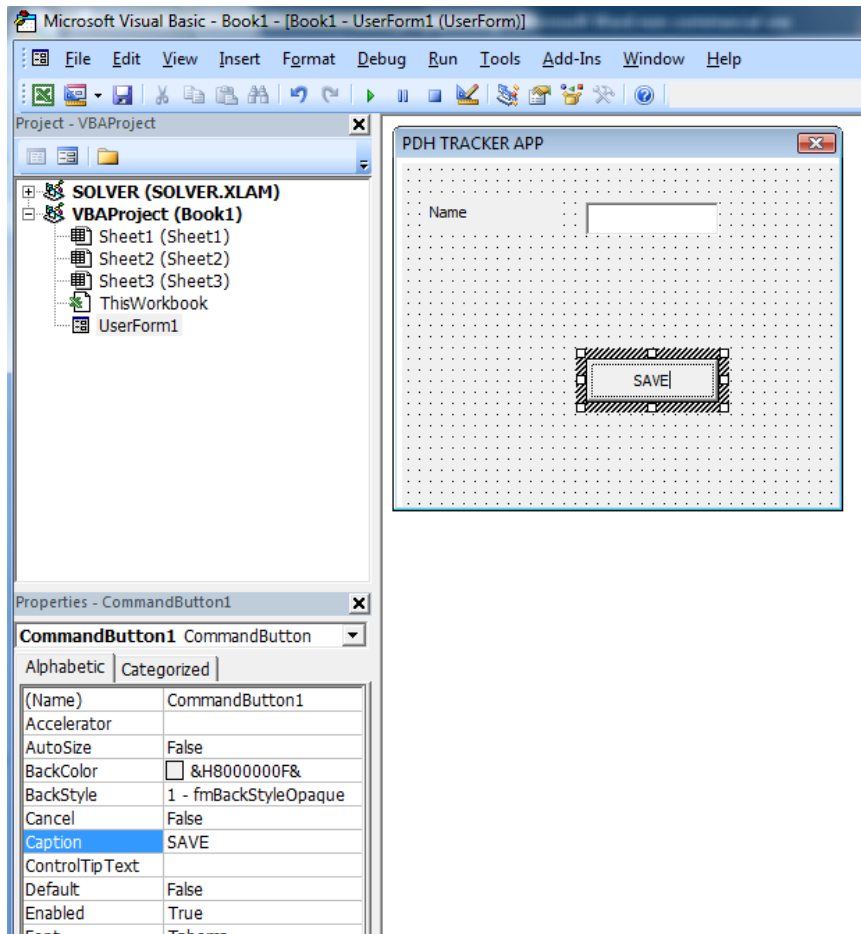 Microsoft Visual Basic - Book1 - [Book1 - UserForm1 (UserForm)]
File Edit View Insert Format Debug Run Tools Add-Ins Window Help
Project - VBAProject
SOLVER (SOLVER.XLAM)
VBAProject (Book1)
Sheet1 (Sheet1)
Sheet2 (Sheet2)
Sheet3 (Sheet3)
ThisWorkbook
UserForm1
PDH TRACKER APP
Name
SAVE
Properties - CommandButton1
CommandButton1 CommandButton
Alphabetic Categorized
(Name) CommandButton1
Accelerator
AutoSize False
BackColor &H8000000F&
BackStyle 1 - fmBackStyleOpaque
Cancel False
Caption SAVE
ControlTipText
Default False
Enabled True
Font Tahoma